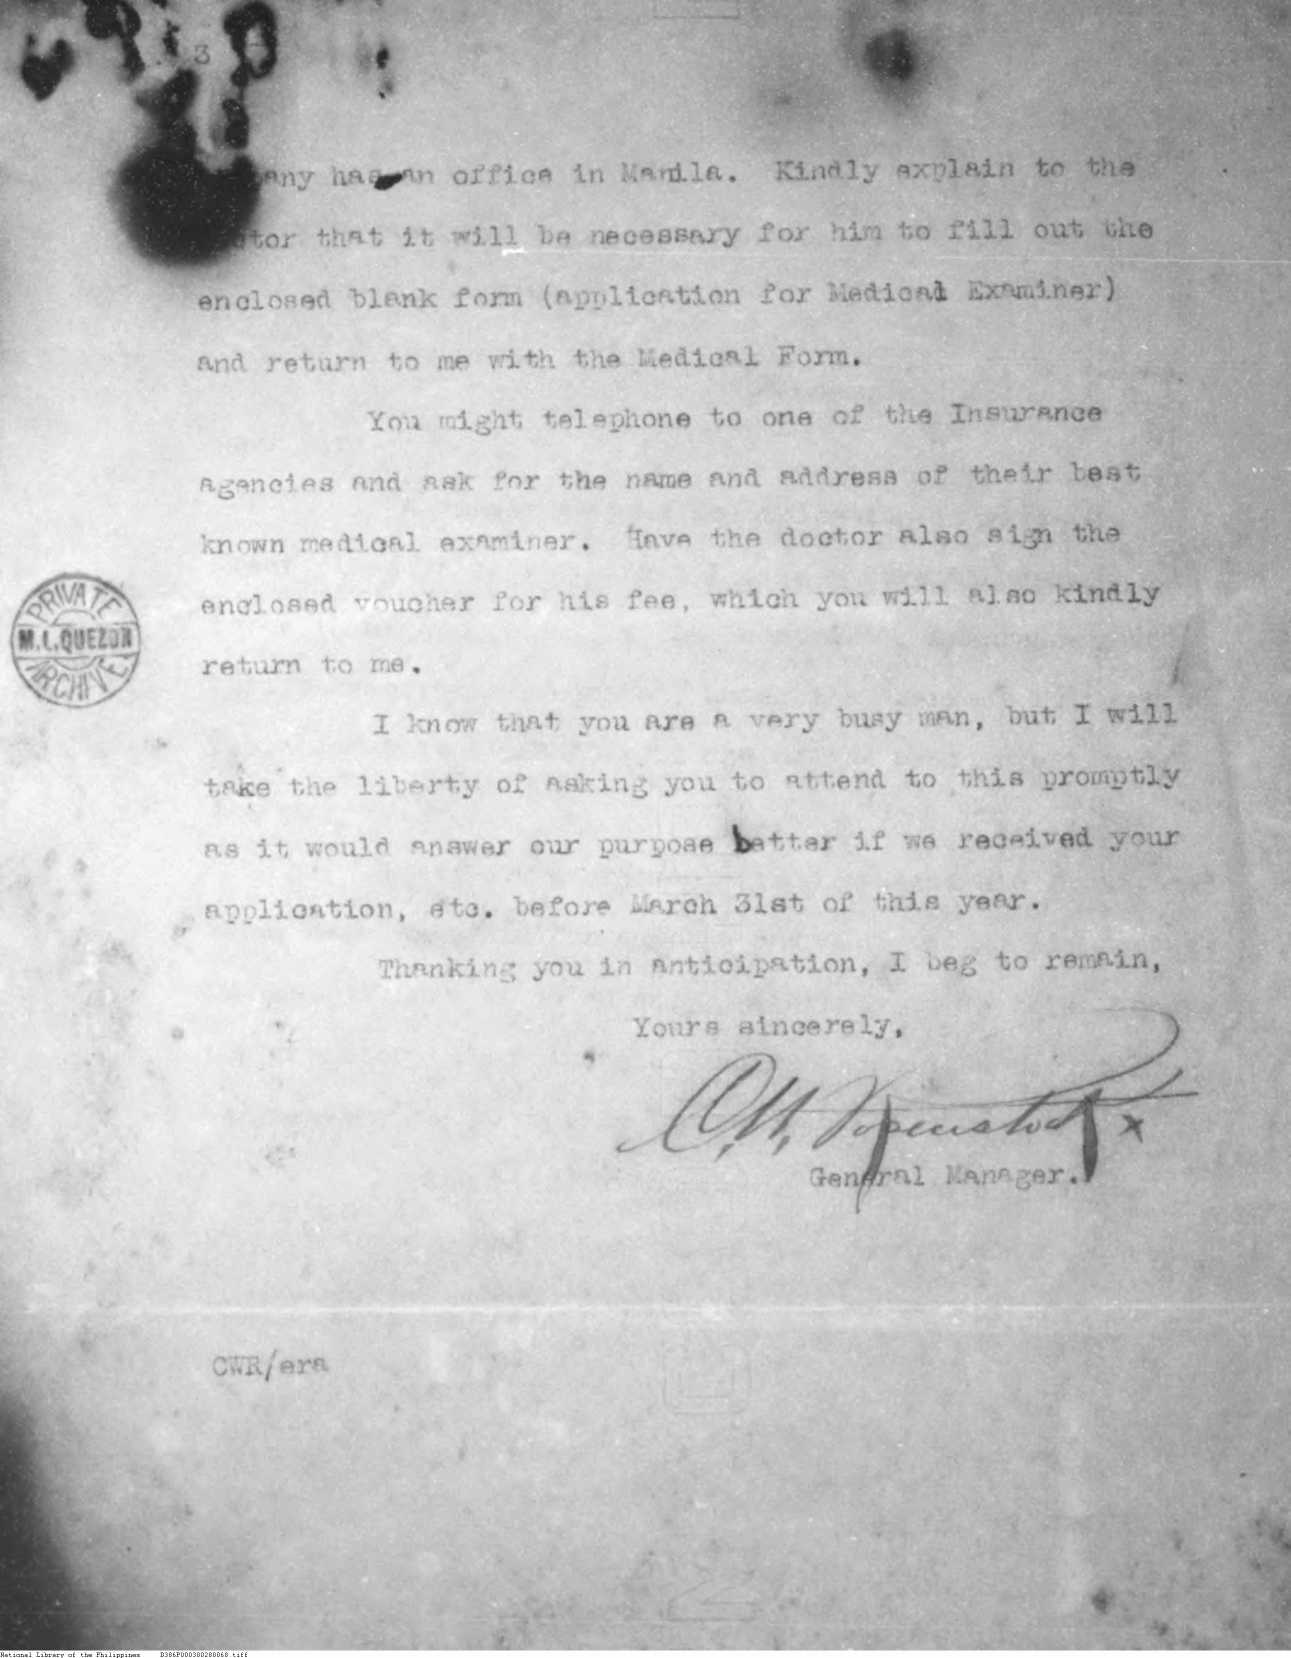 3
any has an office in Manila. Kindly explain to the
tor that it will be necessary for him to fill out the
enclosed blank form (application for Medical Examiner)
and return to me with the Medical Form.
You might telephone to one of the Insurance
agencies and ask for the name and address of their best
known medical examiner. Have the doctor also sign the
enclosed voucher for his fee, which you will also kindly
return to me.
PRIVATE
M.L.QUEZON
ARCHIVE
I know that you are a very busy man, but I will
take the liberty of asking you to attend to this promptly
as it would answer our purpose better if we received your
application, etc. before March 31st of this year.
Thanking you in anticipation, I beg to remain,
Yours sincerely,
General Manager.
CWR/era
National Library of the Philippines B386F000300280068.tiff